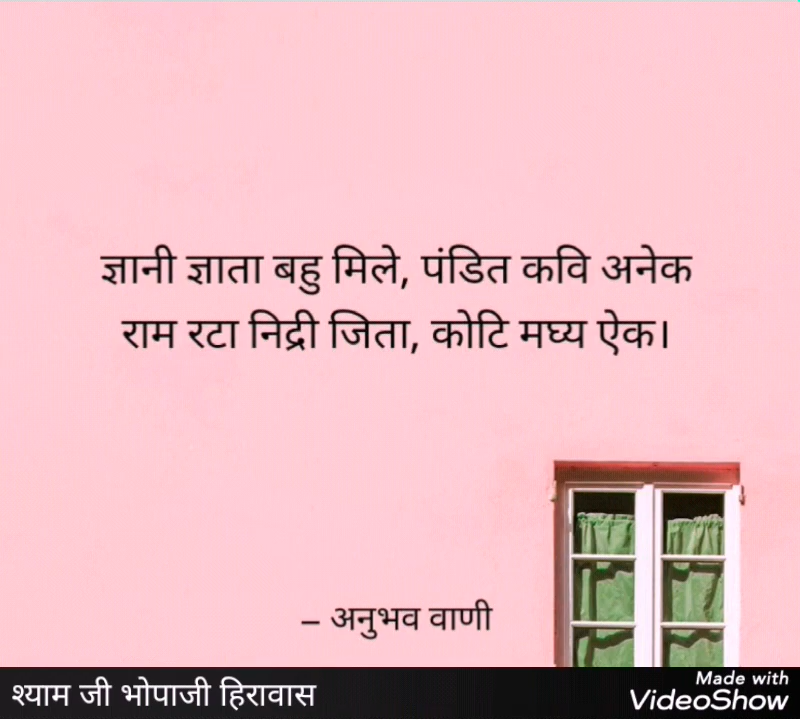 ज्ञानी ज्ञाता बहु मिले, पंडित कवि अनेक
राम रटा निद्री जिता, कोटि मघ्य ऐक।
– अनुभव वाणी
श्याम जी भोपाजी हिरावास
Made with
VideoShow